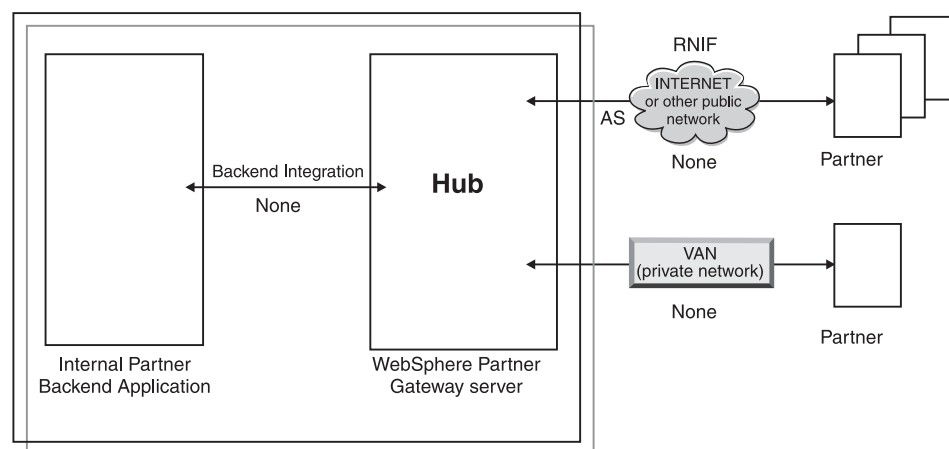 RNIF
INTERNET
or other public
network
AS
None
Partner
Backend Integration
None
Hub
VAN
(private network)
None
Partner
Internal Partner
Backend Application
WebSphere Partner
Gateway server